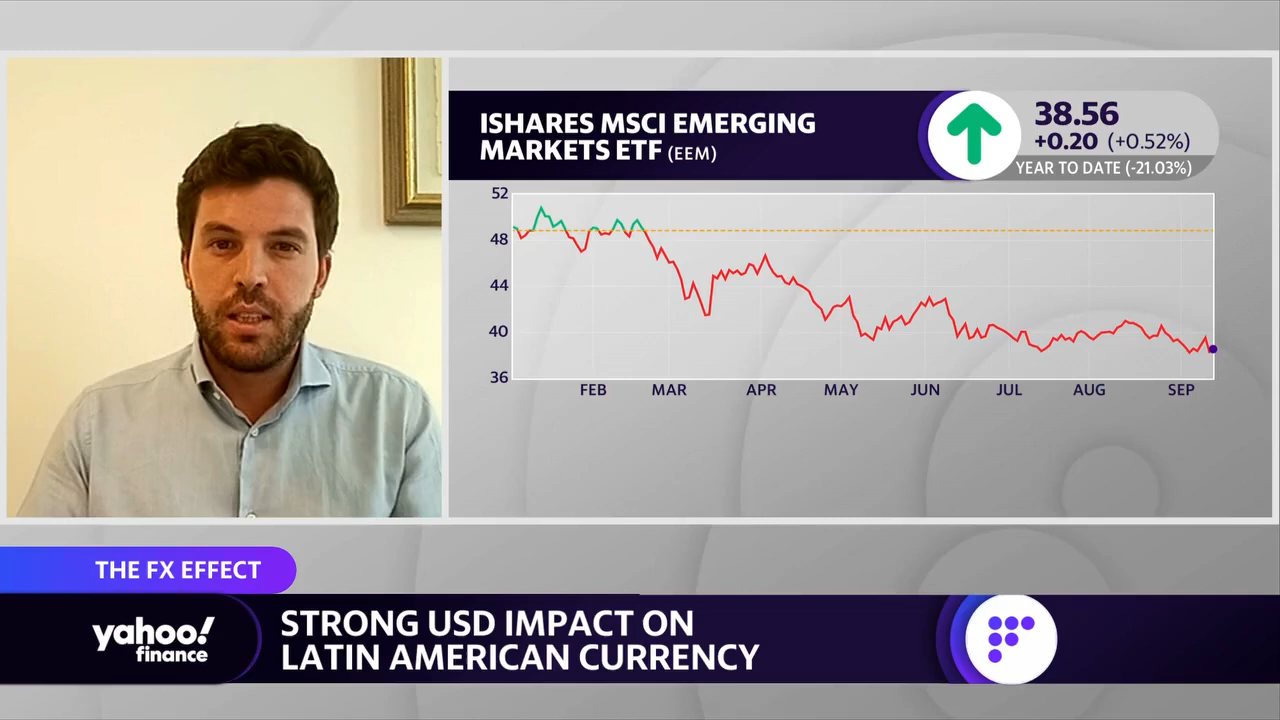 ISHARES MSCI EMERGING
MARKETS ETF (EEM)
38.56
+0.20 (+0.52%)
YEAR TO DATE (-21.03%)
52
48
44
40
36
FEB MAR APR MAY JUN JUL AUG SEP
THE FX EFFECT
yahoo!
finance
STRONG USD IMPACT ON
LATIN AMERICAN CURRENCY